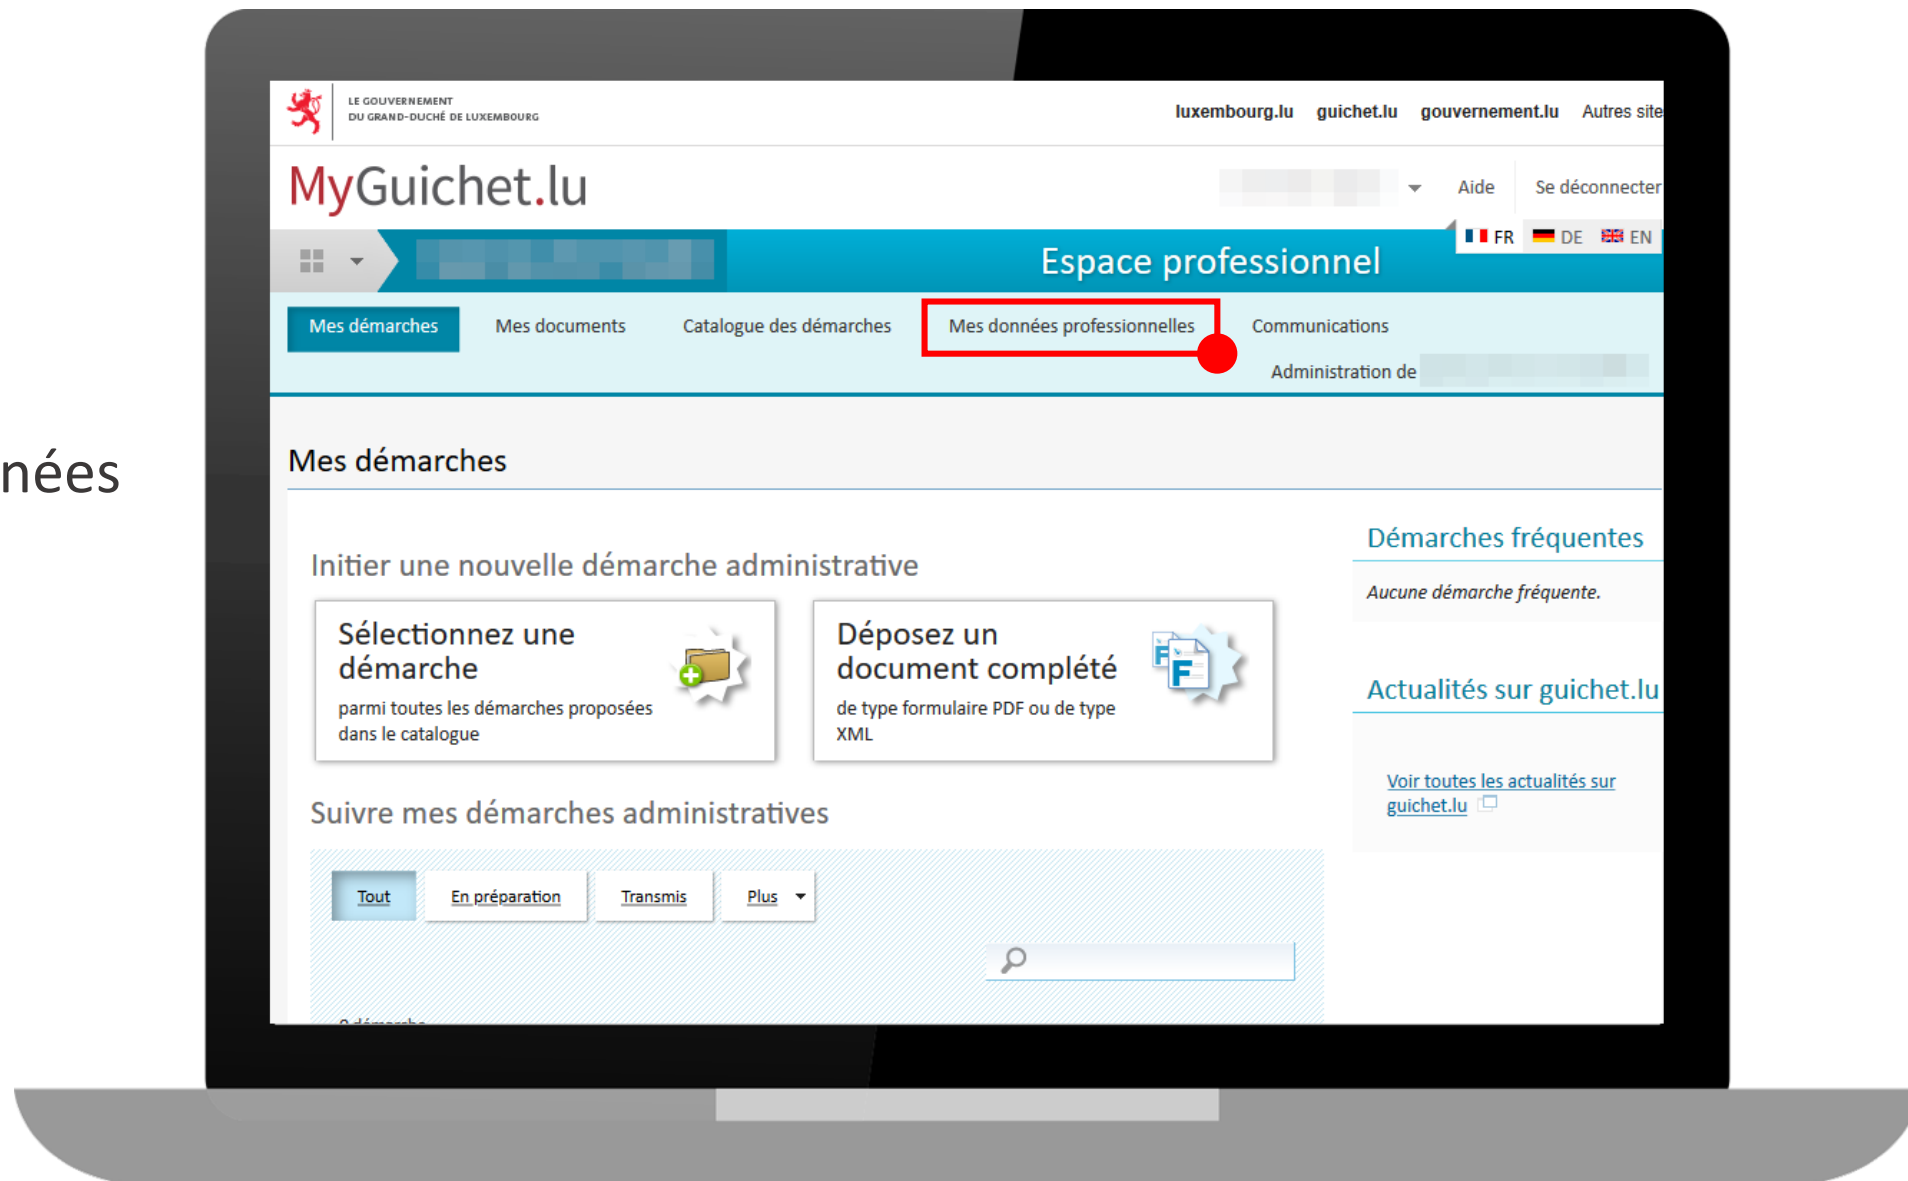 LE GOUVERNEMENT
DU GRAND-DUCHÉ DE LUXEMBOURG
luxembourg.lu guichet.lu gouvernement.lu Autres site
MyGuichet.lu
Aide Se déconnecter
FR DE EN
Espace professionnel
Mes démarches Mes documents Catalogue des démarches Mes données professionnelles Communications
Administration de
nées
Mes démarches
Initier une nouvelle démarche administrative
Sélectionnez une
démarche
parmi toutes les démarches proposées
dans le catalogue
Déposez un
document complété
de type formulaire PDF ou de type
XML
Démarches fréquentes
Aucune démarche fréquente.
Actualités sur guichet.lu
Voir toutes les actualités sur
guichet.lu
Suivre mes démarches administratives
Tout En préparation Transmis Plus